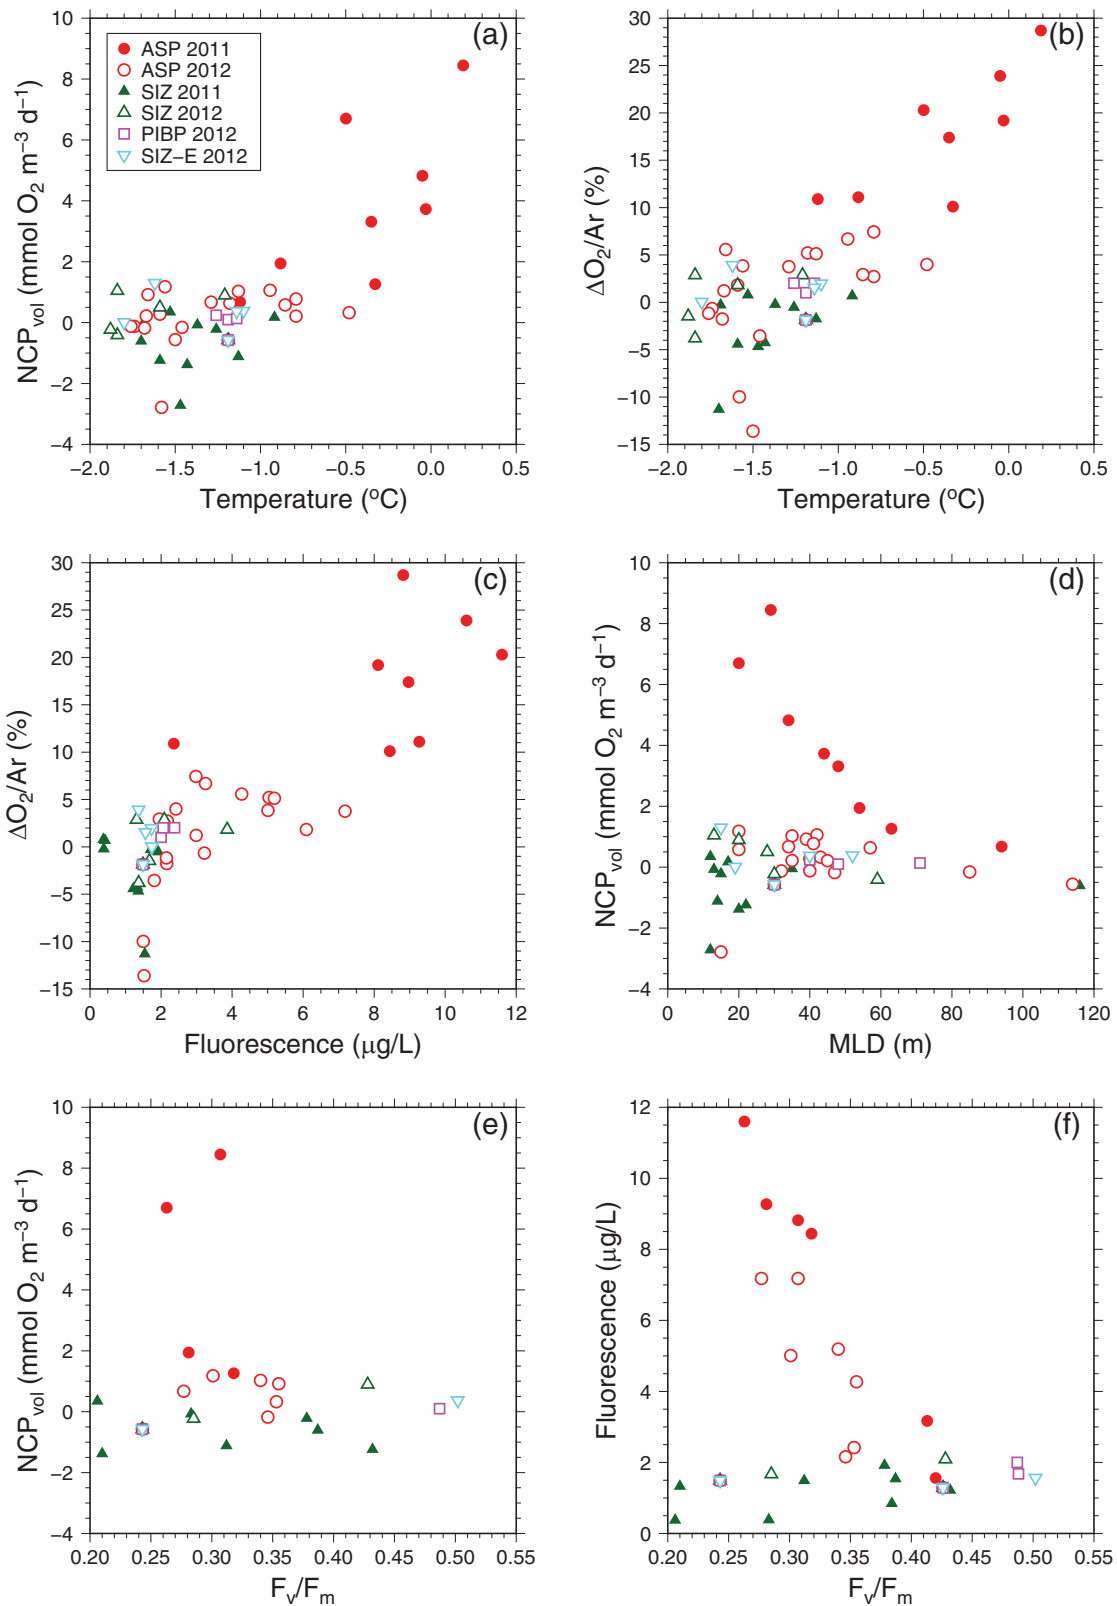 (a)
10
8
6
4
2
0
−2
−4
NCPvol (mmol O2 m−3 d−1)
ASP 2011
ASP 2012
SIZ 2011
SIZ 2012
PIBP 2012
SIZ−E 2012
−2.0 −1.5 −1.0 −0.5 0.0 0.5
Temperature (oC)
(b)
30
25
20
15
10
5
0
−5
−10
−15
ΔO2/Ar (%)
−2.0 −1.5 −1.0 −0.5 0.0 0.5
Temperature (oC)
(c)
30
25
20
15
10
5
0
−5
−10
−15
ΔO2/Ar (%)
0 2 4 6 8 10 12
Fluorescence (μg/L)
(d)
10
8
6
4
2
0
−2
−4
NCPvol (mmol O2 m−3 d−1)
0 20 40 60 80 100 120
MLD (m)
(e)
10
8
6
4
2
0
−2
−4
NCPvol (mmol O2 m−3 d−1)
0.20 0.25 0.30 0.35 0.40 0.45 0.50 0.55
Fv/Fm
(f)
12
10
8
6
4
2
0
Fluorescence (μg/L)
0.20 0.25 0.30 0.35 0.40 0.45 0.50 0.55
Fv/Fm